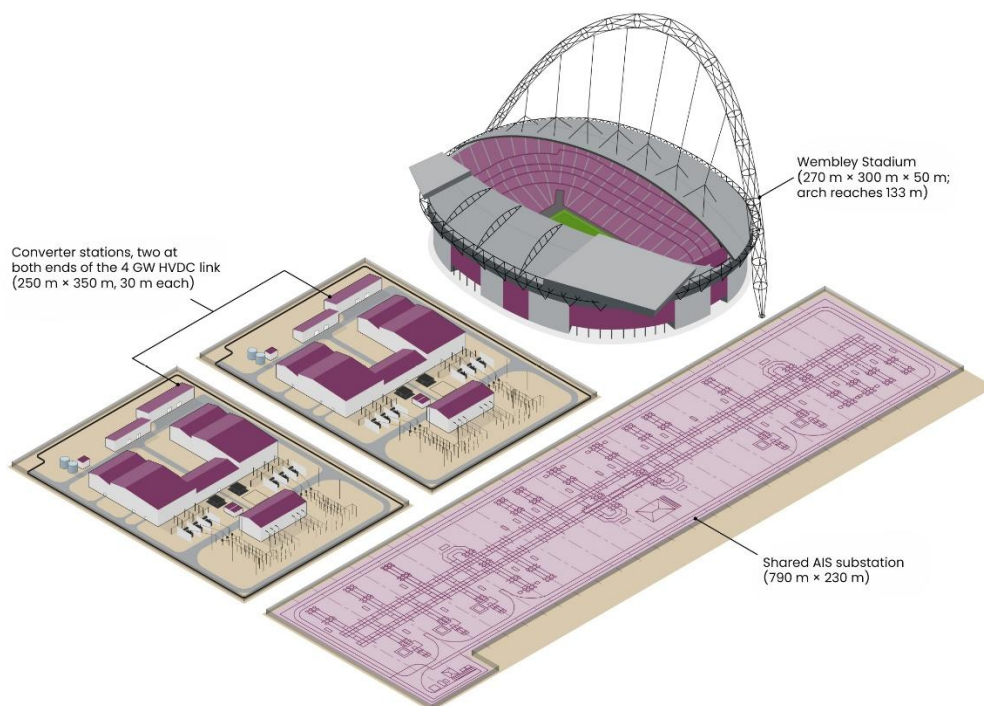 Wembley Stadium
(270 m × 300 m × 50 m;
arch reaches 133 m)
Converter stations, two at
both ends of the 4 GW HVDC link
(250 m × 350 m, 30 m each)
Shared AIS substation
(790 m × 230 m)